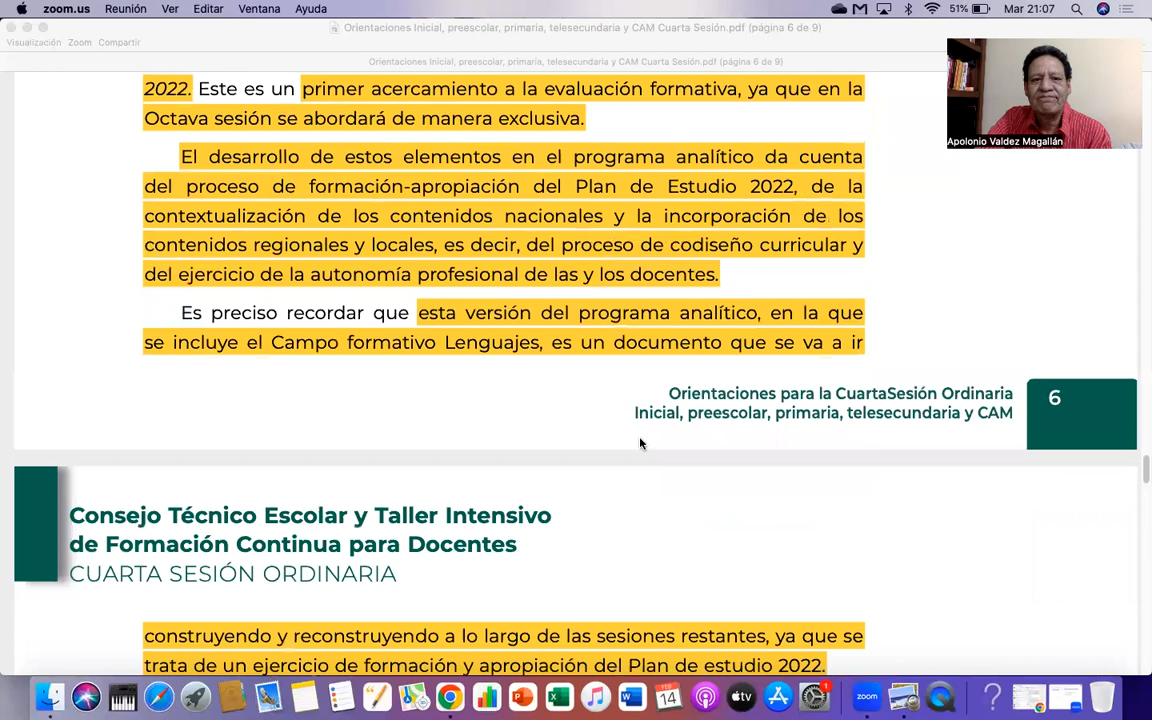 zoom.us Reunión Ver Editar Ventana Ayuda 51% Mar 21:07
Orientaciones Inicial, preescolar, primaria, telesecundaria y CAM Cuarta Sesión.pdf (página 6 de 9)
Visualización Zoom Compartir
Orientaciones Inicial, preescolar, primaria, telesecundaria y CAM Cuarta Sesión.pdf (página 6 de 9)
2022. Este es un primer acercamiento a la evaluación formativa, ya que en la
Octava sesión se abordará de manera exclusiva.
El desarrollo de estos elementos en el programa analítico da cuenta
del proceso de formación-apropiación del Plan de Estudio 2022, de la
contextualización de los contenidos nacionales y la incorporación de los
contenidos regionales y locales, es decir, del proceso de codiseño curricular y
del ejercicio de la autonomía profesional de las y los docentes.
Es preciso recordar que esta versión del programa analítico, en la que
se incluye el Campo formativo Lenguajes, es un documento que se va a ir
Apolonio Valdez Magallán
Orientaciones para la CuartaSesión Ordinaria
Inicial, preescolar, primaria, telesecundaria y CAM
6
Consejo Técnico Escolar y Taller Intensivo
de Formación Continua para Docentes
CUARTA SESIÓN ORDINARIA
construyendo y reconstruyendo a lo largo de las sesiones restantes, ya que se
trata de un ejercicio de formación y apropiación del Plan de estudio 2022.
FEB
14
tv
1
zoom